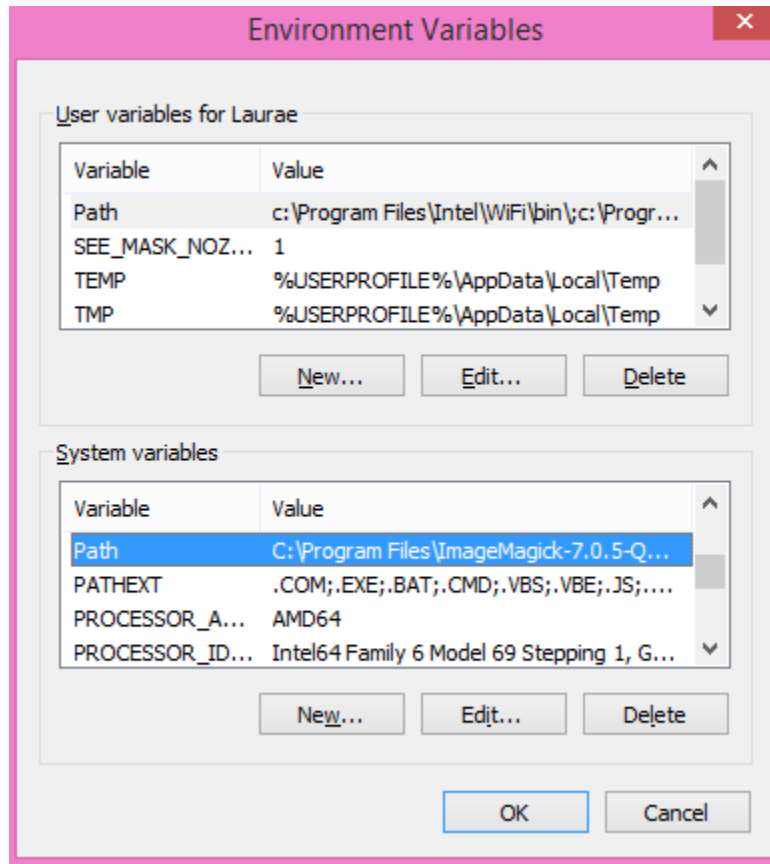 Environment Variables
User variables for Laurae
Variable Value
Path c:\Program Files\Intel\WiFi\bin\;c:\Progr...
SEE_MASK_NOZ... 1
TEMP %USERPROFILE%\AppData\Local\Temp
TMP %USERPROFILE%\AppData\Local\Temp
New... Edit... Delete
System variables
Variable Value
Path C:\Program Files\ImageMagick-7.0.5-Q...
PATHEXT .COM;.EXE;.BAT;.CMD;.VBS;.VBE;.JS;....
PROCESSOR_A... AMD64
PROCESSOR_ID... Intel64 Family 6 Model 69 Stepping 1, G...
New... Edit... Delete
OK Cancel